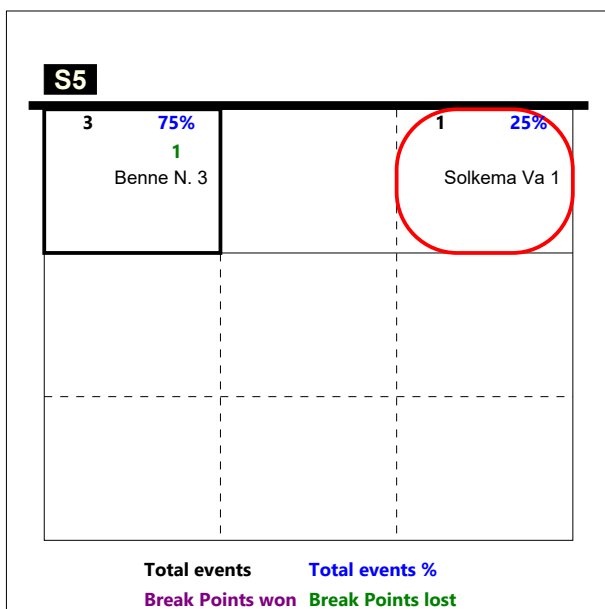 S5
3 75% 1 25%
1
Benne N. 3 Solkema Va 1
Total events Total events %
Break Points won Break Points lost